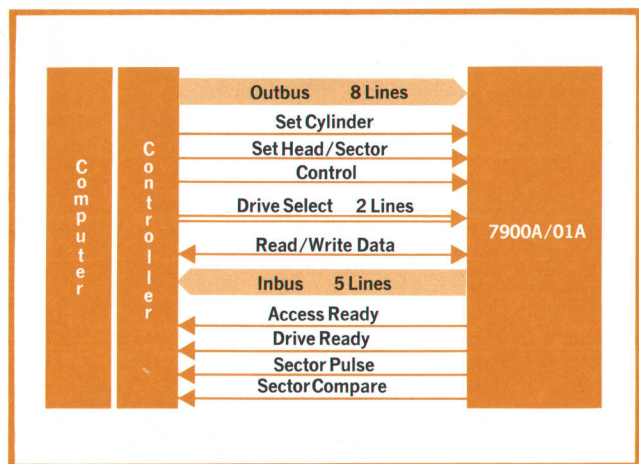 Computer
Controller
Outbus 8 Lines
Set Cylinder
Set Head/Sector
Control
Drive Select 2 Lines
Read/Write Data
Inbus 5 Lines
Access Ready
Drive Ready
Sector Pulse
Sector Compare
7900A/01A